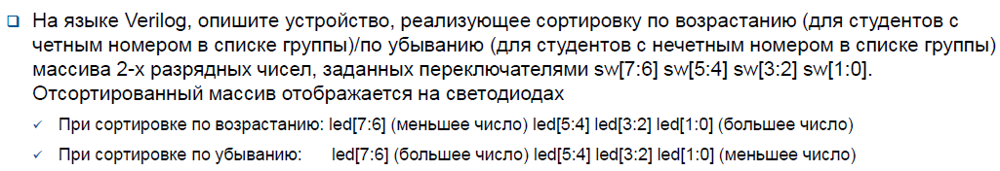 На языке Verilog, опишите устройство, реализующее сортировку по возрастанию (для студентов с
четным номером в списке группы)/по убыванию (для студентов с нечетным номером в списке группы)
массива 2-х разрядных чисел, заданных переключателями sw[7:6] sw[5:4] sw[3:2] sw[1:0].
Отсортированный массив отображается на светодиодах
При сортировке по возрастанию: led[7:6] (меньшее число) led[5:4] led[3:2] led[1:0] (большее число)
При сортировке по убыванию: led[7:6] (большее число) led[5:4] led[3:2] led[1:0] (меньшее число)